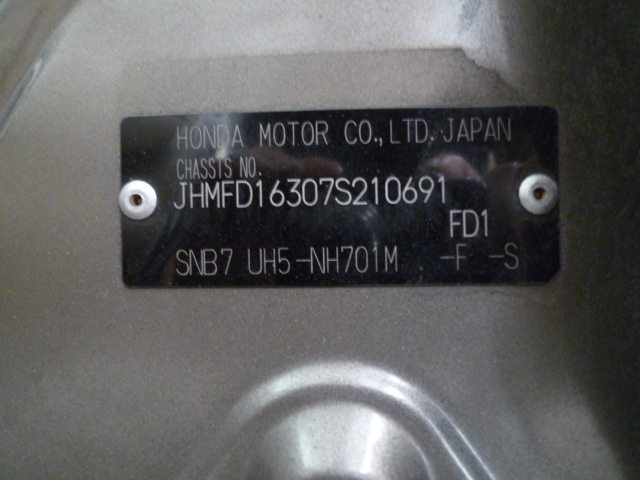 HONDA MOTOR CO.,LTD. JAPAN
CHASSIS NO.
JHMFD16307S210691
FD1
SNB7 UH5-NH701M -F -S